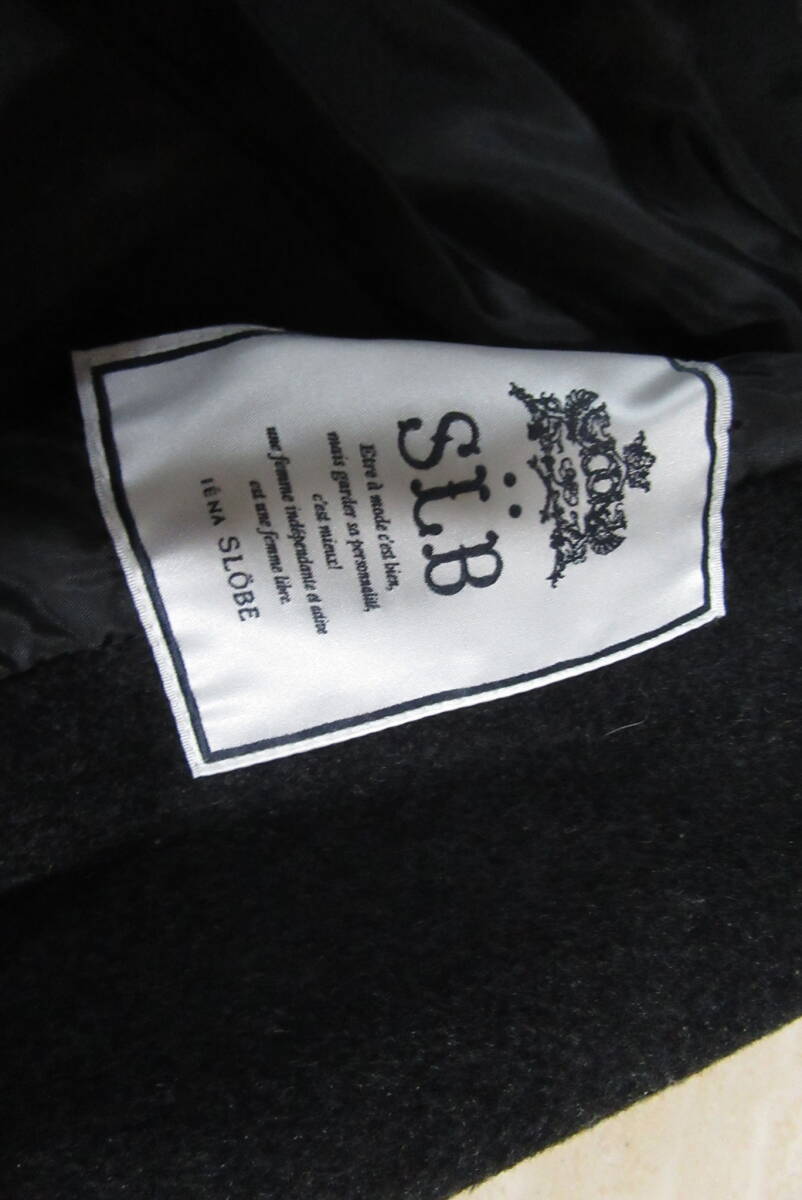 SLB
Etre à mode c'est bien,
mais garder sa personnalité,
c'est mieux!
une femme indépendante et active
est une femme libre.
IÉNA SLÖBE